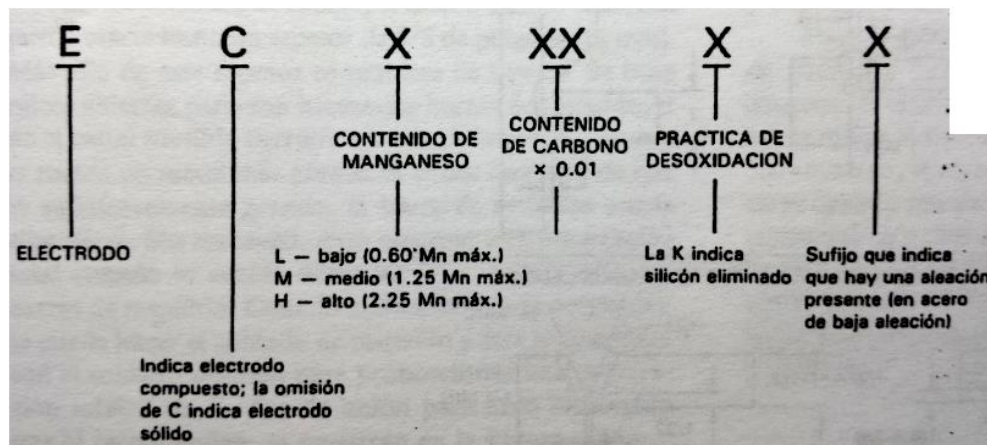 E C X XX X X
CONTENIDO DE
MANGANESO
CONTENIDO
DE CARBONO
× 0.01
PRACTICA DE
DESOXIDACION
ELECTRODO
L — bajo (0.60 Mn máx.)
M — medio (1.25 Mn máx.)
H — alto (2.25 Mn máx.)
La K indica
silicón eliminado
Sufijo que indica
que hay una aleación
presente (en acero
de baja aleación)
Indica electrodo
compuesto; la omisión
de C indica electrodo
sólido